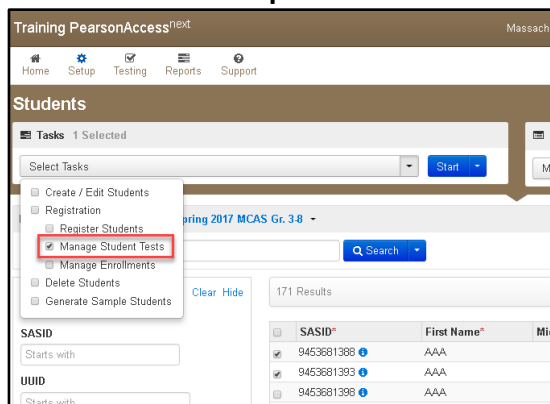 Training PearsonAccessnext
Massach
Home Setup Testing Reports Support
Students
Tasks 1 Selected
Select Tasks
Start
M
Create / Edit Students
Registration
Register Students
Manage Student Tests
Manage Enrollments
Delete Students
Generate Sample Students
pring 2017 MCAS Gr. 3-8
Search
Clear Hide
171 Results
SASID
Starts with
UUID
Starts with
SASID* First Name* Mi
9453681388 AAA
9453681393 AAA
9453681398 AAA